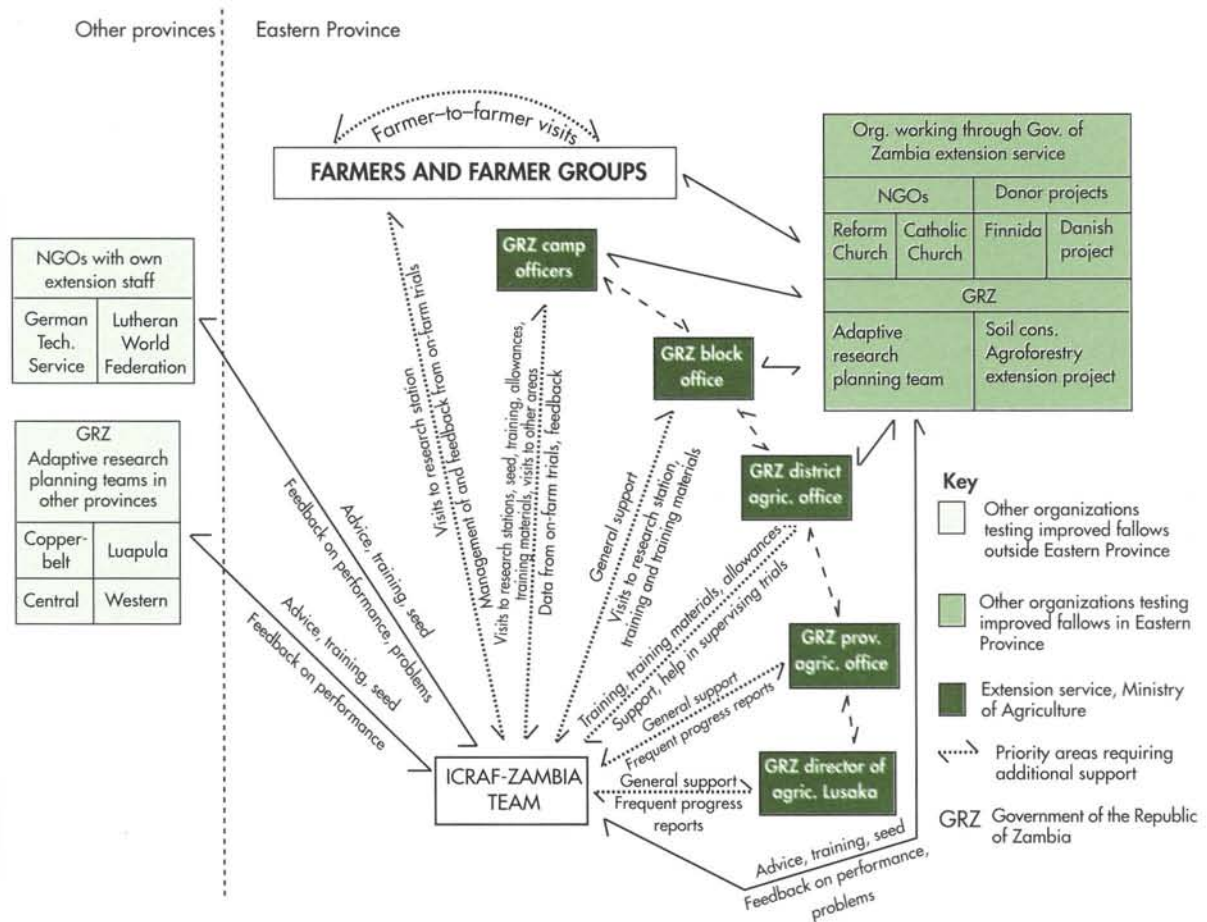 Other provinces
Eastern Province
Farmer–to–farmer visits
FARMERS AND FARMER GROUPS
Org. working through Gov. of
Zambia extension service
NGOs
Donor projects
Reform
Church
Catholic
Church
Finnida
Danish
project
GRZ
Adaptive
research
planning team
Soil cons.
Agroforestry
extension project
NGOs with own
extension staff
German
Tech.
Service
Lutheran
World
Federation
GRZ
Adaptive research
planning teams in
other provinces
Copper-
belt
Luapula
Central
Western
GRZ camp
officers
GRZ block
office
GRZ district
agric. office
GRZ prov.
agric. office
GRZ director of
agric. Lusaka
ICRAF-ZAMBIA
TEAM
Advice, training, seed
Feedback on performance, problems
Advice, training, seed
Feedback on performance
Visits to research station
Management of and feedback from on-farm trials
Visits to research stations, seed, training, allowances,
training materials, visits to other areas
Data from on-farm trials, feedback
General support
Visits to research station,
training and training materials
Training, training materials, allowances
Support, help in supervising trials
General support
Frequent progress reports
General support
Frequent progress
reports
Advice, training, seed
Feedback on performance,
problems
Key
Other organizations
testing improved fallows
outside Eastern Province
Other organizations testing
improved fallows in Eastern
Province
Extension service, Ministry
of Agriculture
Priority areas requiring
additional support
GRZ Government of the Republic
of Zambia